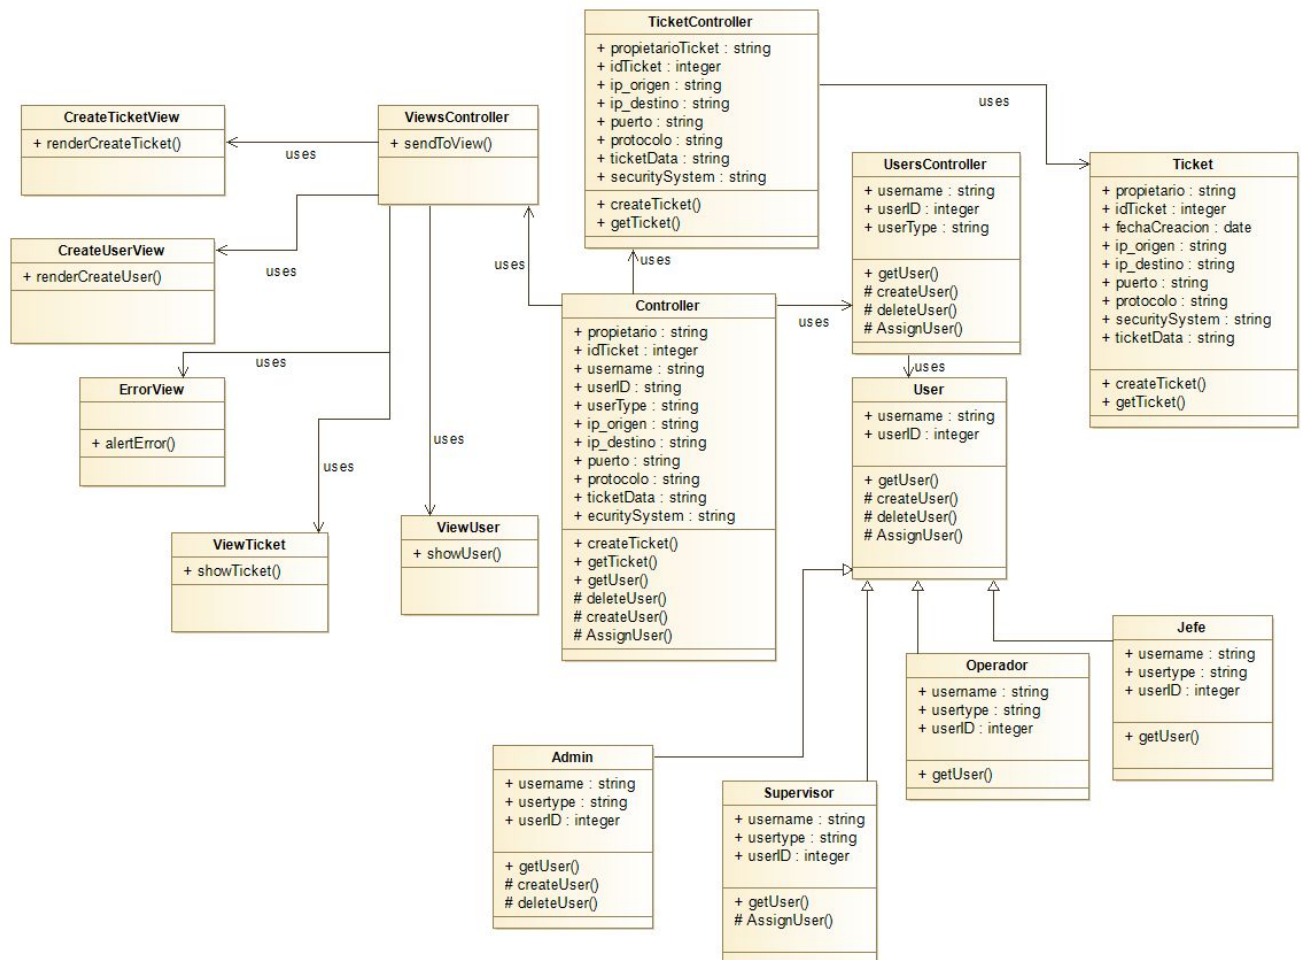 TicketController
+ propietarioTicket : string
+ idTicket : integer
+ ip_origen : string
+ ip_destino : string
+ puerto : string
+ protocolo : string
+ ticketData : string
+ securitySystem : string
+ createTicket()
+ getTicket()
uses
CreateTicketView
+ renderCreateTicket()
uses
ViewsController
+ sendToView()
UsersController
+ username : string
+ userID : integer
+ userType : string
+ getUser()
# createUser()
# deleteUser()
# AssignUser()
Ticket
+ propietario : string
+ idTicket : integer
+ fechaCreacion : date
+ ip_origen : string
+ ip_destino : string
+ puerto : string
+ protocolo : string
+ securitySystem : string
+ ticketData : string
+ createTicket()
+ getTicket()
CreateUserView
+ renderCreateUser()
uses
uses
uses
Controller
+ propietario : string
+ idTicket : integer
+ username : string
+ userID : string
+ userType : string
+ ip_origen : string
+ ip_destino : string
+ puerto : string
+ protocolo : string
+ ticketData : string
+ ecuritySystem : string
+ createTicket()
+ getTicket()
+ getUser()
# deleteUser()
# createUser()
# AssignUser()
uses
uses
uses
ErrorView
+ alertError()
User
+ username : string
+ userID : integer
+ getUser()
# createUser()
# deleteUser()
# AssignUser()
uses
uses
ViewTicket
+ showTicket()
ViewUser
+ showUser()
Jefe
+ username : string
+ usertype : string
+ userID : integer
+ getUser()
Operador
+ username : string
+ usertype : string
+ userID : integer
+ getUser()
Admin
+ username : string
+ usertype : string
+ userID : integer
+ getUser()
# createUser()
# deleteUser()
Supervisor
+ username : string
+ usertype : string
+ userID : integer
+ getUser()
# AssignUser()